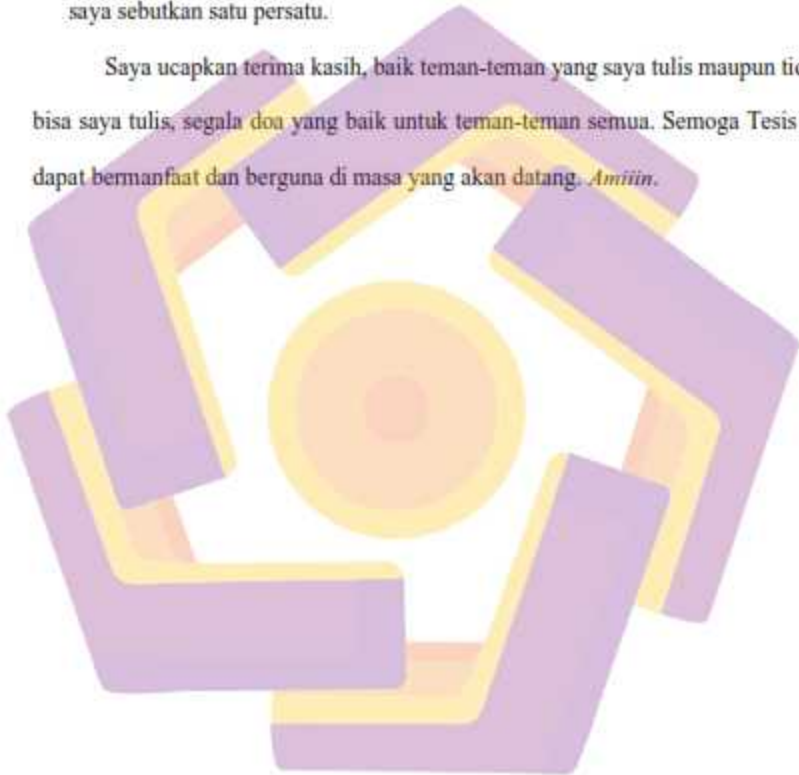 saya sebutkan satu persatu.
Saya ucapkan terima kasih, baik teman-teman yang saya tulis maupun
bisa saya tulis, segala doa yang baik untuk teman-teman semua. Semoga Tesis
dapat bermanfaat dan berguna di masa yang akan datang. Amiiin.